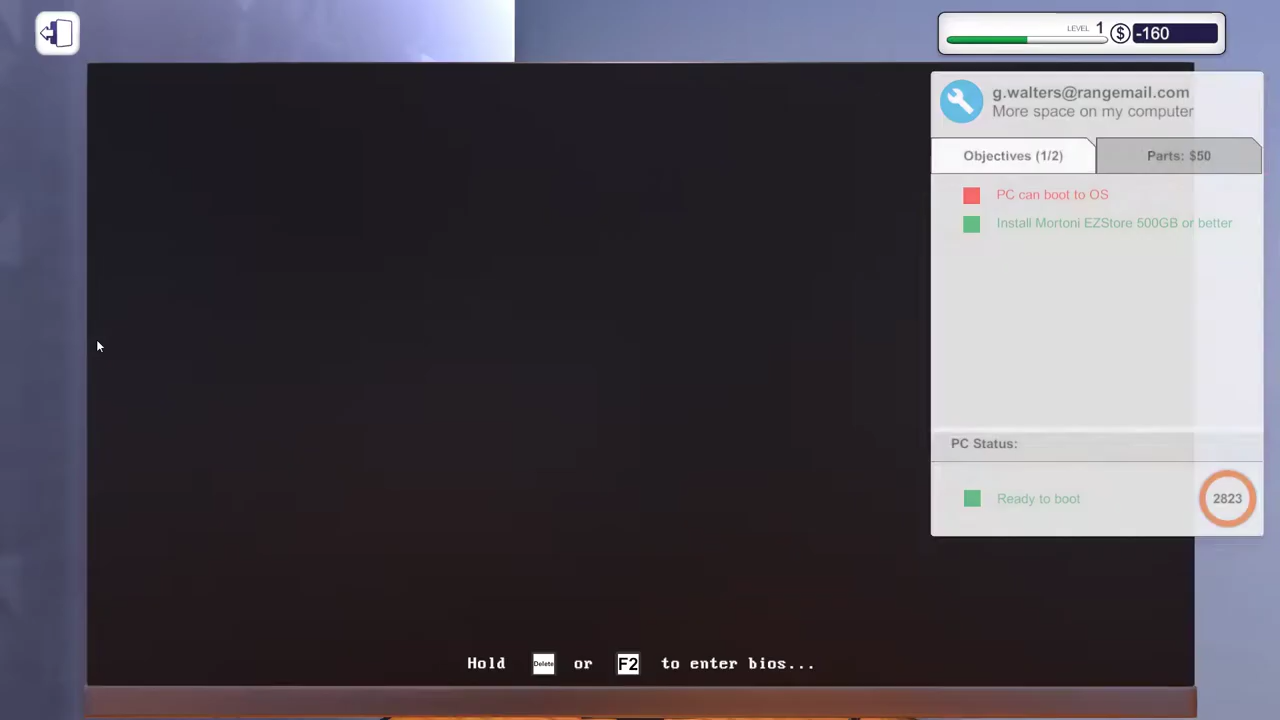 LEVEL 1 $ -160
g.walters@rangemail.com
More space on my computer
Objectives (1/2) Parts: $50
PC can boot to OS
Install Mortoni EZStore 500GB or better
PC Status:
Ready to boot 2823
Hold Delete or F2 to enter bios...